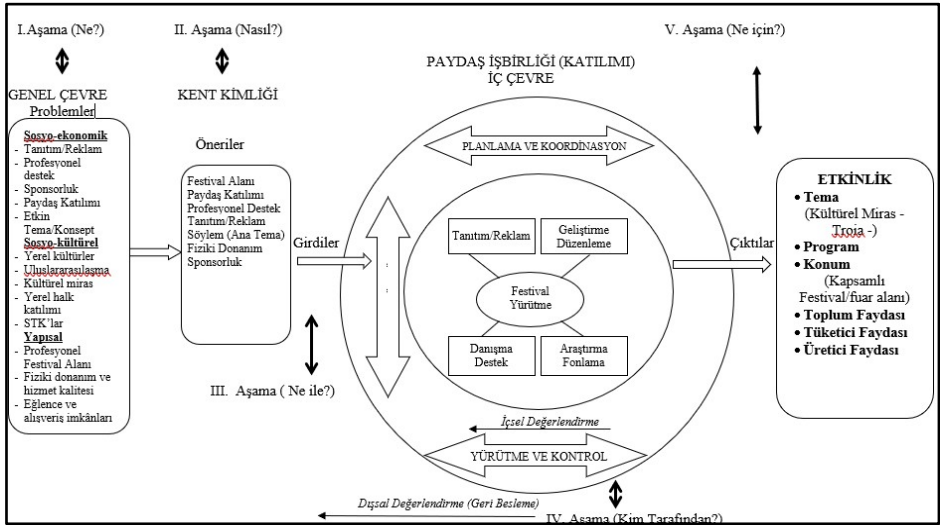 I.Aşama (Ne?)
II. Aşama (Nasıl?)
V. Aşama (Ne için?)
GENEL ÇEVRE
Problemler
Sosyo-ekonomik
- Tanıtım/Reklam
- Profesyonel
destek
- Sponsorluk
- Paydaş Katılımı
- Etkin
Tema/Konsept
Sosyo-kültürel
- Yerel kültürler
- Uluslararasılaşma
- Kültürel miras
- Yerel halk
katılımı
- STK'lar
Yapısal
- Profesyonel
Festival Alanı
- Fiziki donanım ve
hizmet kalitesi
- Eğlence ve
alışveriş imkânları
KENT KİMLİĞİ
Öneriler
Festival Alanı
Paydaş Katılımı
Profesyonel Destek
Tanıtım/Reklam
Söylem (Ana Tema)
Fiziki Donanım
Sponsorluk
Girdiler
III. Aşama ( Ne ile?)
PAYDAŞ İŞBİRLİĞİ (KATILIMI)
İÇ ÇEVRE
PLANLAMA VE KOORDİNASYON
Tanıtım/Reklam
Geliştirme
Düzenleme
Festival
Yürütme
Danışma
Destek
Araştırma
Fonlama
İçsel Değerlendirme
YÜRÜTME VE KONTROL
Dışsal Değerlendirme (Geri Besleme)
IV. Aşama (Kim Tarafından?)
Çıktılar
ETKİNLİK
• Tema
(Kültürel Miras -
Troia -)
• Program
• Konum
(Kapsamlı
Festival/fuar alanı)
• Toplum Faydası
• Tüketici Faydası
• Üretici Faydası